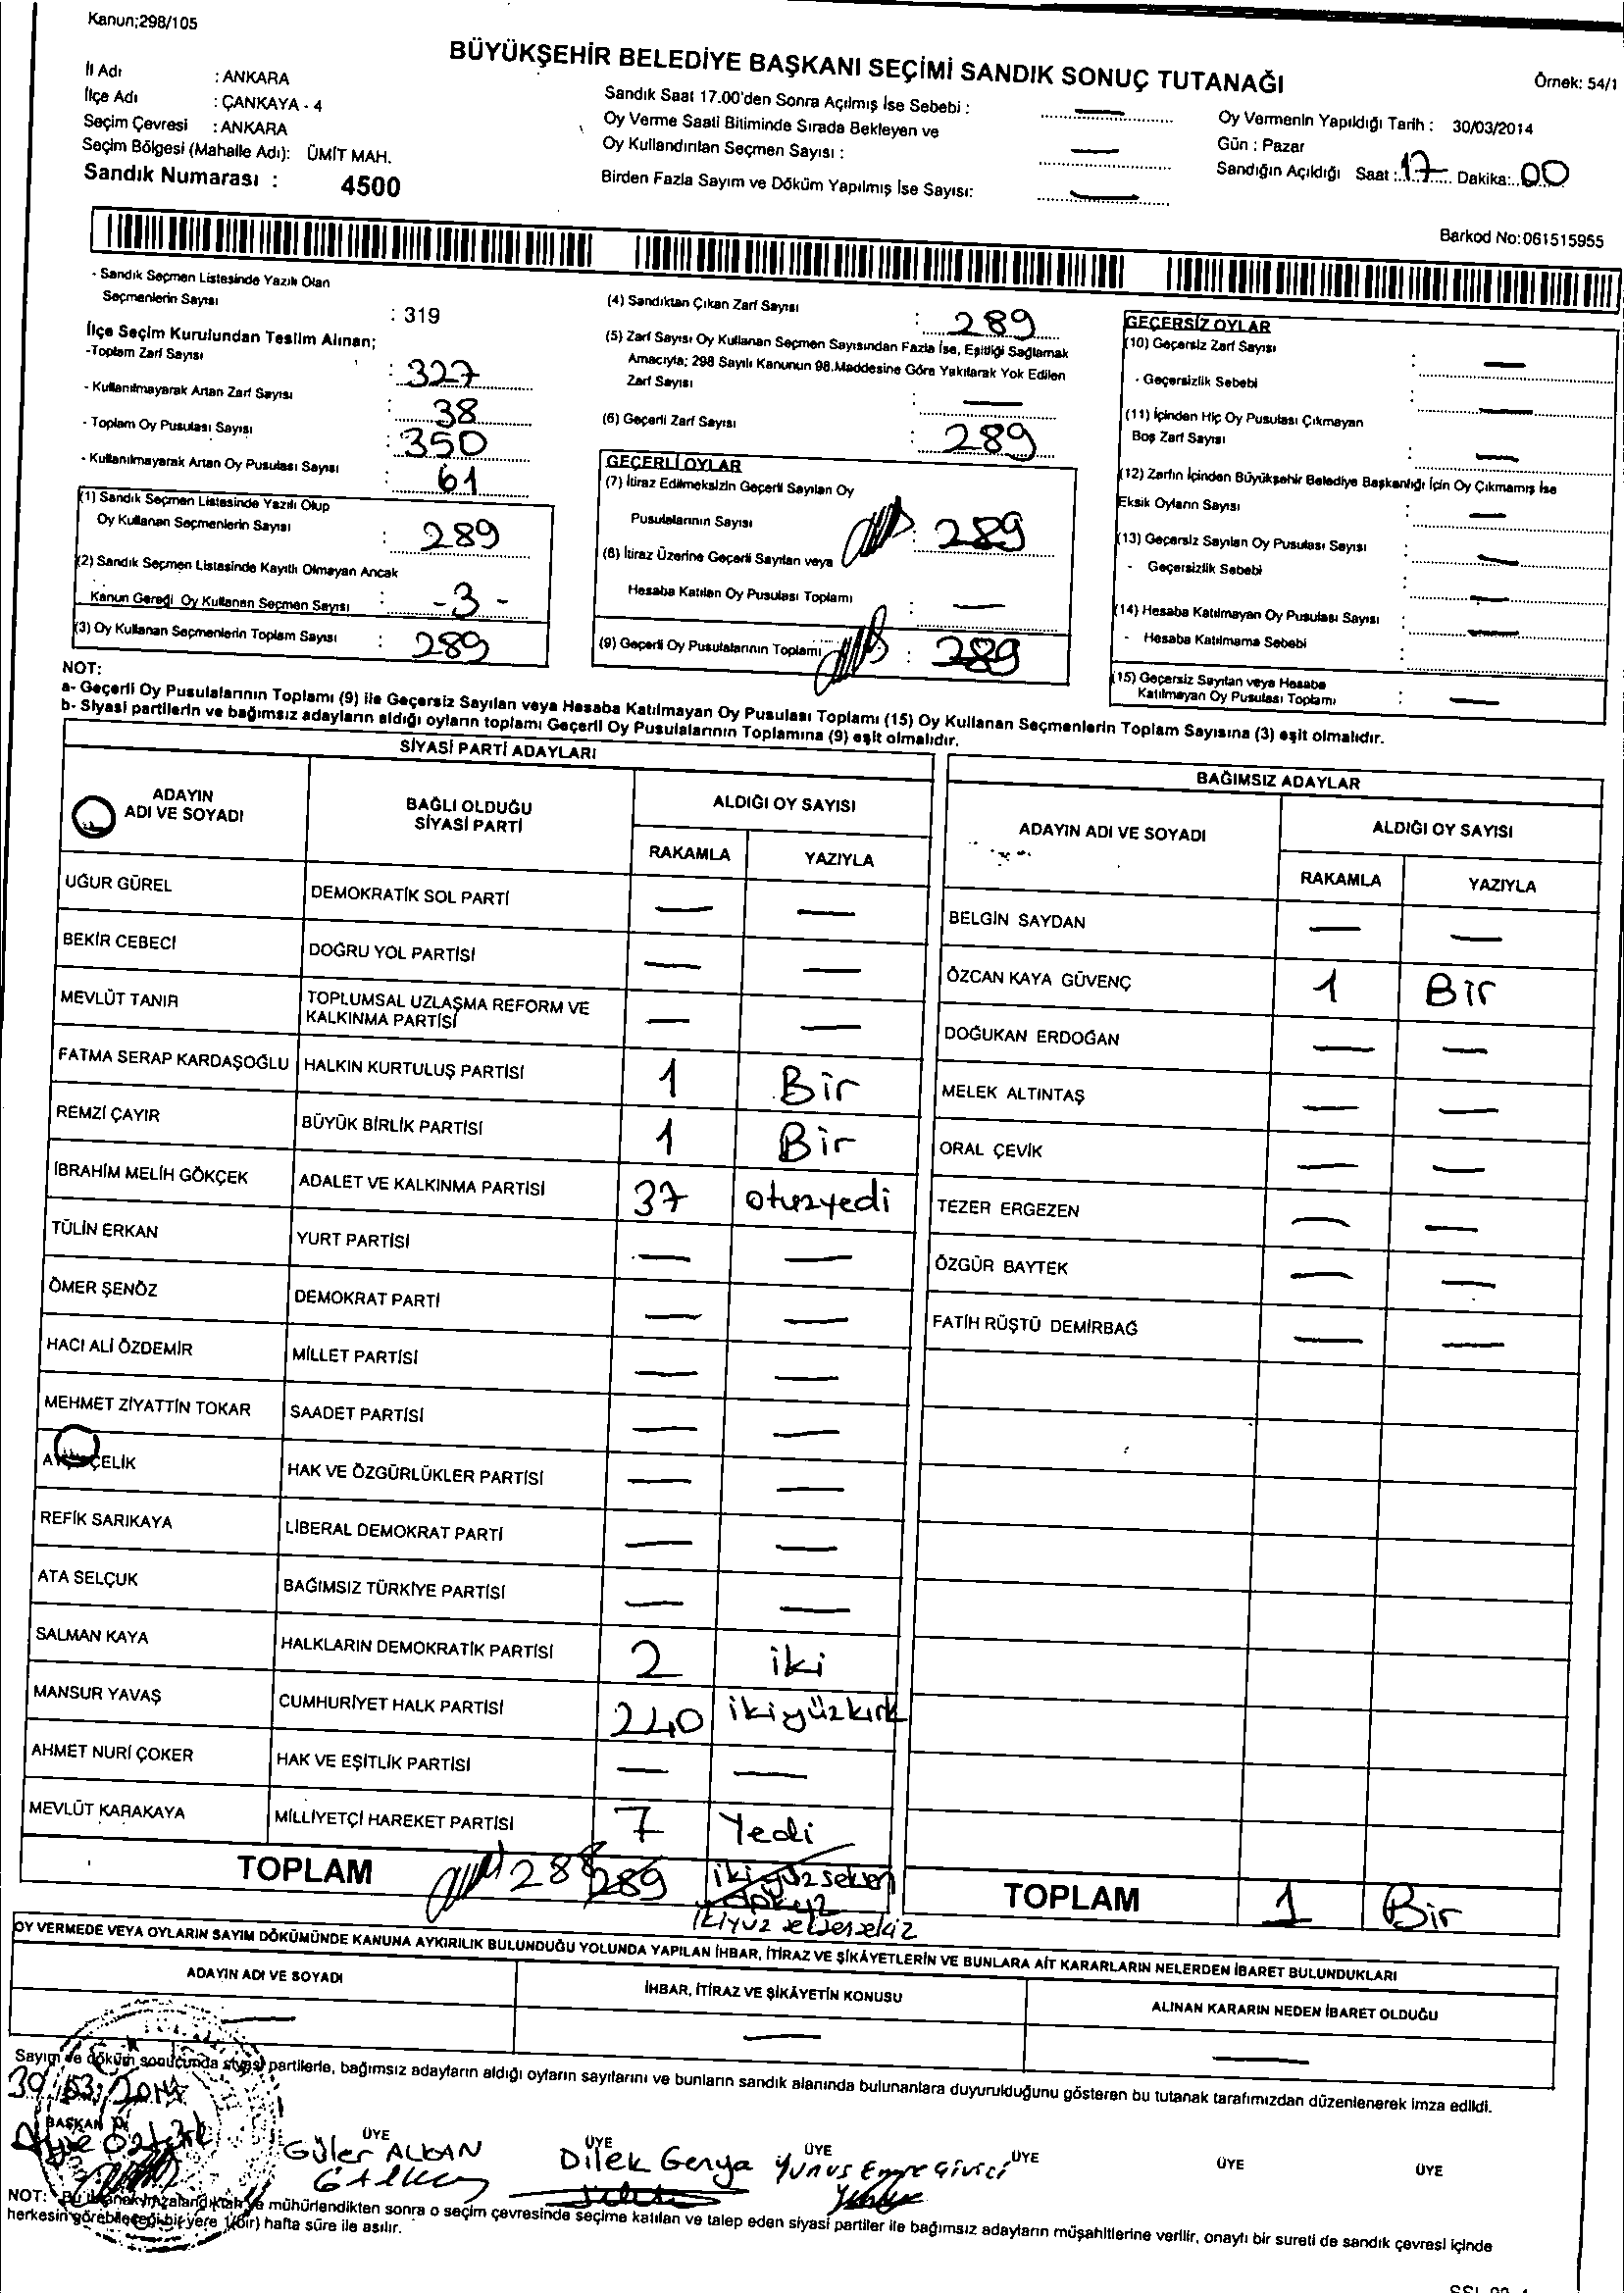 Kanun;298/105
BÜYÜKŞEHİR BELEDİYE BAŞKANI SEÇİMİ SANDIK SONUÇ TUTANAĞI
Örnek: 54/1
İl Adı : ANKARA
İlçe Adı : ÇANKAYA - 4
Seçim Çevresi : ANKARA
Seçim Bölgesi (Mahalle Adı): ÜMİT MAH.
Sandık Numarası : 4500
Sandık Saat 17.00'den Sonra Açılmış İse Sebebi : —
Oy Verme Saati Bitiminde Sırada Bekleyen ve
Oy Kullandırılan Seçmen Sayısı : —
Birden Fazla Sayım ve Döküm Yapılmış İse Sayısı: —
Oy Vermenin Yapıldığı Tarih : 30/03/2014
Gün : Pazar
Sandığın Açıldığı Saat : 17 Dakika: 00
Barkod No:061515955
- Sandık Seçmen Listesinde Yazılı Olan
Seçmenlerin Sayısı : 319
İlçe Seçim Kurulundan Teslim Alınan;
-Toplam Zarf Sayısı : 327
- Kullanılmayarak Artan Zarf Sayısı : 38
- Toplam Oy Pusulası Sayısı : 350
- Kullanılmayarak Artan Oy Pusulası Sayısı : 61
(1) Sandık Seçmen Listesinde Yazılı Olup
Oy Kullanan Seçmenlerin Sayısı : 289
(2) Sandık Seçmen Listesinde Kayıtlı Olmayan Ancak
Kanun Gereği Oy Kullanan Seçmen Sayısı : -3-
(3) Oy Kullanan Seçmenlerin Toplam Sayısı : 289
(4) Sandıktan Çıkan Zarf Sayısı : 289
(5) Zarf Sayısı Oy Kullanan Seçmen Sayısından Fazla İse, Eşitliği Sağlamak
Amacıyla; 298 Sayılı Kanunun 98.Maddesine Göre Yakılarak Yok Edilen
Zarf Sayısı : —
(6) Geçerli Zarf Sayısı : 289
GEÇERLİ OYLAR
(7) İtiraz Edilmeksizin Geçerli Sayılan Oy
Pusulalarının Sayısı : 289
(8) İtiraz Üzerine Geçerli Sayılan veya
Hesaba Katılan Oy Pusulası Toplamı : —
(9) Geçerli Oy Pusulalarının Toplamı : 289
GEÇERSİZ OYLAR
(10) Geçersiz Zarf Sayısı : —
- Geçersizlik Sebebi : —
(11) İçinden Hiç Oy Pusulası Çıkmayan
Boş Zarf Sayısı : —
(12) Zarfın İçinden Büyükşehir Belediye Başkanlığı İçin Oy Çıkmamış İse
Eksik Oyların Sayısı : —
(13) Geçersiz Sayılan Oy Pusulası Sayısı : —
- Geçersizlik Sebebi : —
(14) Hesaba Katılmayan Oy Pusulası Sayısı : —
- Hesaba Katılmama Sebebi :
(15) Geçersiz Sayılan veya Hesaba
Katılmayan Oy Pusulası Toplamı : —
NOT:
a- Geçerli Oy Pusulalarının Toplamı (9) ile Geçersiz Sayılan veya Hesaba Katılmayan Oy Pusulası Toplamı (15) Oy Kullanan Seçmenlerin Toplam Sayısına (3) eşit olmalıdır.
b- Siyasi partilerin ve bağımsız adayların aldığı oyların toplamı Geçerli Oy Pusulalarının Toplamına (9) eşit olmalıdır.
SİYASİ PARTİ ADAYLARI
ADAYIN ADI VE SOYADI
BAĞLI OLDUĞU SİYASİ PARTİ
ALDIĞI OY SAYISI
RAKAMLA YAZIYLA
UĞUR GÜREL DEMOKRATİK SOL PARTİ — —
BEKİR CEBECİ DOĞRU YOL PARTİSİ — —
MEVLÜT TANIR TOPLUMSAL UZLAŞMA REFORM VE KALKINMA PARTİSİ — —
FATMA SERAP KARDAŞOĞLU HALKIN KURTULUŞ PARTİSİ 1 Bir
REMZİ ÇAYIR BÜYÜK BİRLİK PARTİSİ 1 Bir
İBRAHİM MELİH GÖKÇEK ADALET VE KALKINMA PARTİSİ 37 otuzyedi
TÜLİN ERKAN YURT PARTİSİ — —
ÖMER ŞENÖZ DEMOKRAT PARTİ — —
HACI ALİ ÖZDEMİR MİLLET PARTİSİ — —
MEHMET ZİYATTİN TOKAR SAADET PARTİSİ — —
ÇELİK HAK VE ÖZGÜRLÜKLER PARTİSİ — —
REFİK SARIKAYA LİBERAL DEMOKRAT PARTİ — —
ATA SELÇUK BAĞIMSIZ TÜRKİYE PARTİSİ — —
SALMAN KAYA HALKLARIN DEMOKRATİK PARTİSİ 2 iki
MANSUR YAVAŞ CUMHURİYET HALK PARTİSİ 240 ikiyüzkırk
AHMET NURİ ÇOKER HAK VE EŞİTLİK PARTİSİ — —
MEVLÜT KARAKAYA MİLLİYETÇİ HAREKET PARTİSİ 7 Yedi
TOPLAM 288 289 ikiyüzseksen
ikiyüz seksensekiz
BAĞIMSIZ ADAYLAR
ADAYIN ADI VE SOYADI
ALDIĞI OY SAYISI
RAKAMLA YAZIYLA
BELGİN SAYDAN — —
ÖZCAN KAYA GÜVENÇ 1 Bir
DOĞUKAN ERDOĞAN — —
MELEK ALTINTAŞ — —
ORAL ÇEVİK — —
TEZER ERGEZEN — —
ÖZGÜR BAYTEK — —
FATİH RÜŞTÜ DEMİRBAĞ — —
TOPLAM 1 Bir
OY VERMEDE VEYA OYLARIN SAYIM DÖKÜMÜNDE KANUNA AYKIRILIK BULUNDUĞU YOLUNDA YAPILAN İHBAR, İTİRAZ VE ŞİKÂYETLERİN VE BUNLARA AİT KARARLARIN NELERDEN İBARET BULUNDUKLARI
ADAYIN ADI VE SOYADI İHBAR, İTİRAZ VE ŞİKÂYETİN KONUSU ALINAN KARARIN NEDEN İBARET OLDUĞU
— — —
Sayım ve döküm sonucunda siyasi partilerle, bağımsız adayların aldığı oyların sayılarını ve bunların sandık alanında bulunanlara duyurulduğunu gösteren bu tutanak tarafımızdan düzenlenerek imza edildi.
30/03/2014
BAŞKAN ÜYE ÜYE ÜYE ÜYE ÜYE ÜYE
Ayşe Öztürk Güler ALKAN Dilek Genya Yunus Emre Givici
NOT: Bu tutanak imzalandıktan ve mühürlendikten sonra o seçim çevresinde seçime katılan ve talep eden siyasi partiler ile bağımsız adayların müşahitlerine verilir, onaylı bir sureti de sandık çevresi içinde
herkesin görebileceği bir yere 1(bir) hafta süre ile asılır.